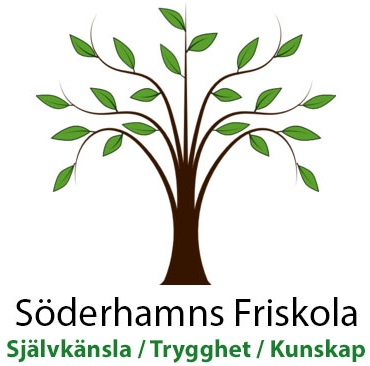 Söderhamns Friskola
Självkänsla / Trygghet / Kunskap